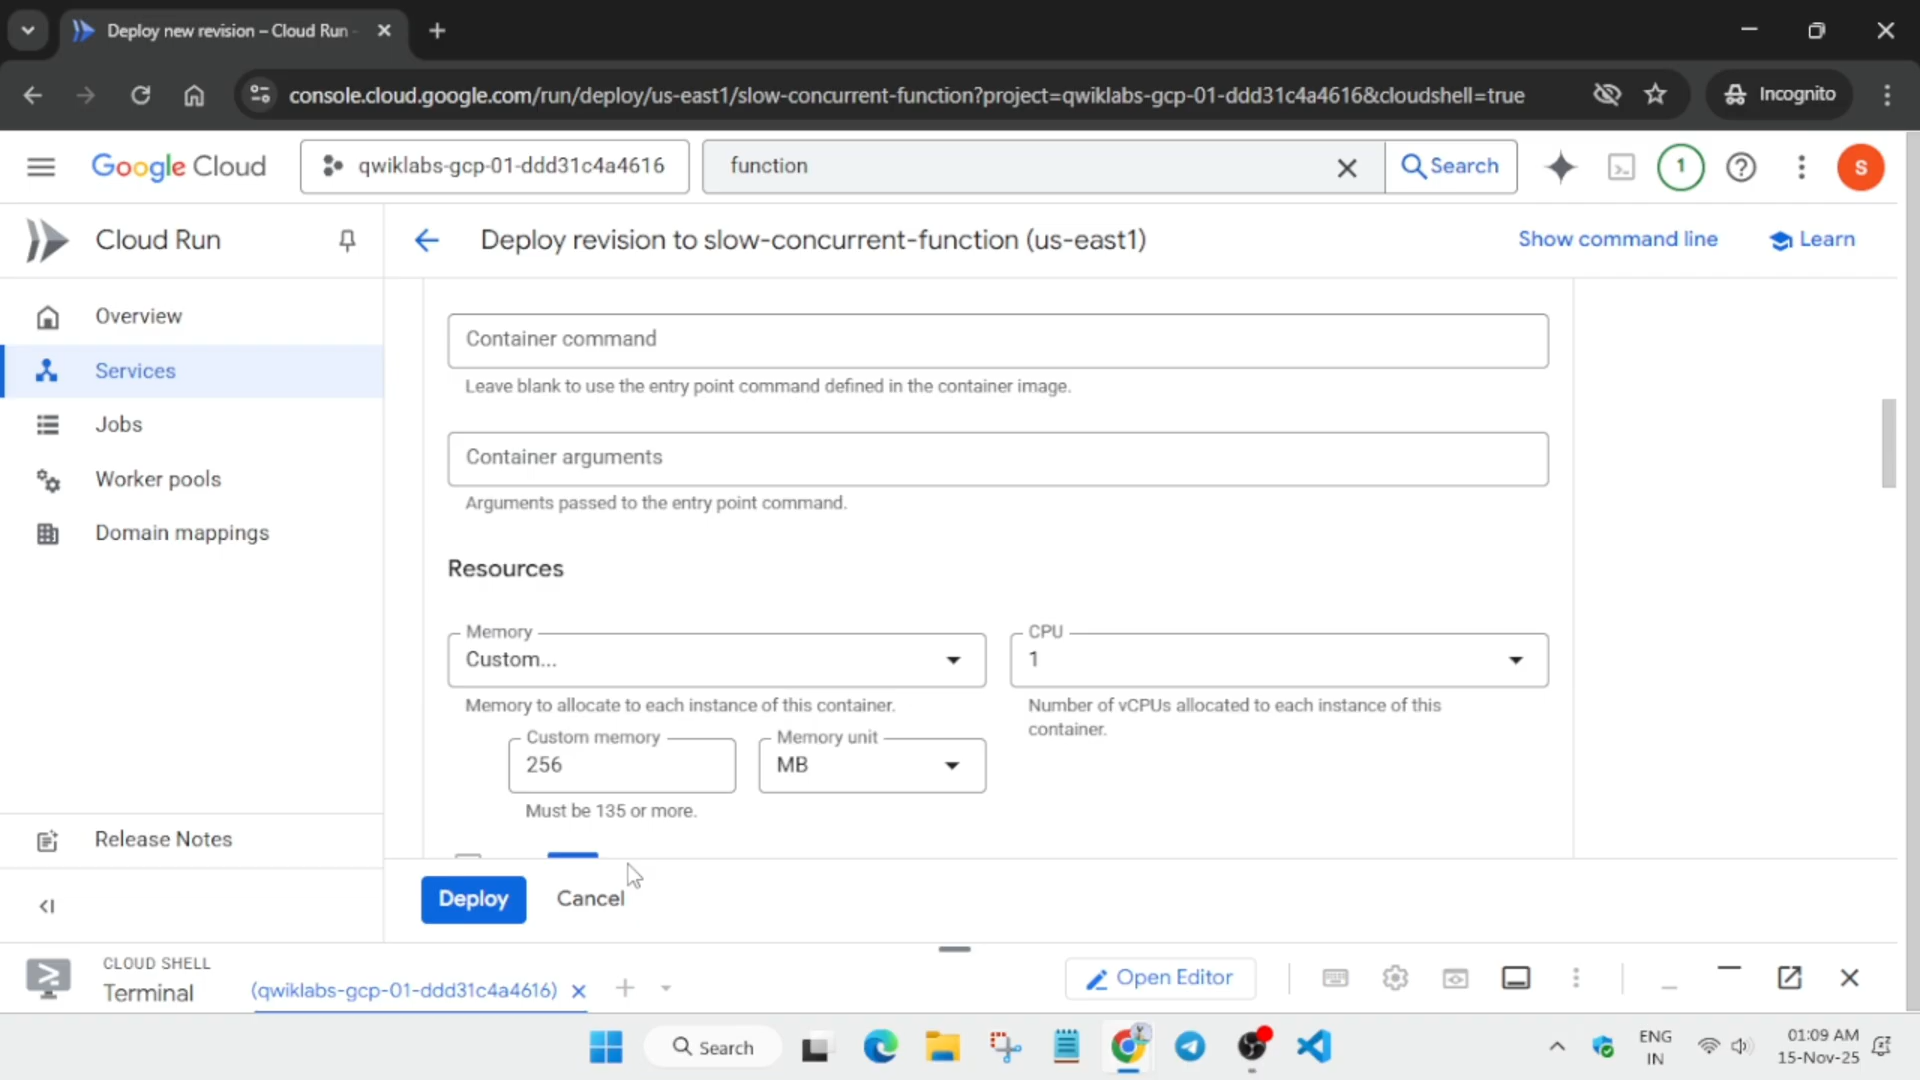 Deploy new revision – Cloud Run -
console.cloud.google.com/run/deploy/us-east1/slow-concurrent-function?project=qwiklabs-gcp-01-ddd31c4a4616&cloudshell=true
Incognito
Google Cloud
qwiklabs-gcp-01-ddd31c4a4616
function
Search
1
S
Cloud Run
Deploy revision to slow-concurrent-function (us-east1)
Show command line
Learn
Overview
Services
Jobs
Worker pools
Domain mappings
Release Notes
Container command
Leave blank to use the entry point command defined in the container image.
Container arguments
Arguments passed to the entry point command.
Resources
Memory
Custom...
CPU
1
Memory to allocate to each instance of this container.
Number of vCPUs allocated to each instance of this
container.
Custom memory
256
Memory unit
MB
Must be 135 or more.
Deploy
Cancel
CLOUD SHELL
Terminal
(qwiklabs-gcp-01-ddd31c4a4616)
Open Editor
Search
ENG
IN
01:09 AM
15-Nov-25